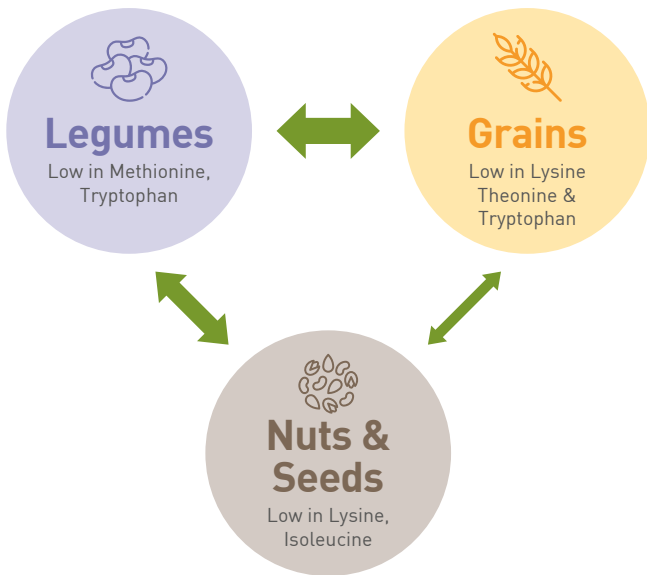 Legumes
Low in Methionine,
Tryptophan
Grains
Low in Lysine
Theonine &
Tryptophan
Nuts &
Seeds
Low in Lysine,
Isoleucine